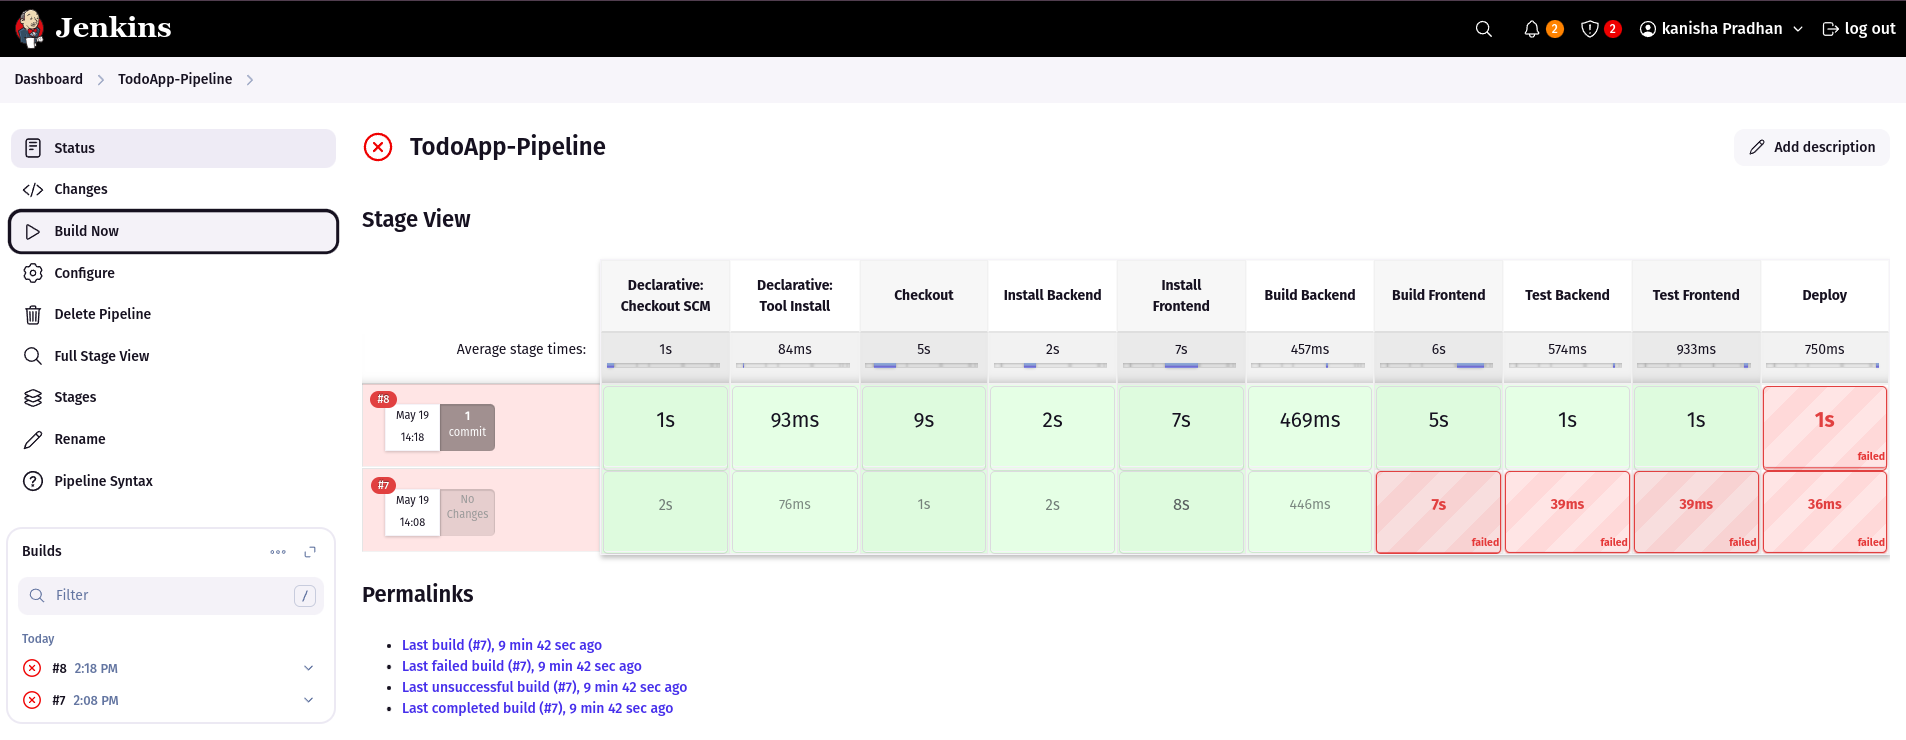 Jenkins
2
2
kanisha Pradhan
log out
Dashboard
TodoApp-Pipeline
Status
Changes
Build Now
Configure
Delete Pipeline
Full Stage View
Stages
Rename
Pipeline Syntax
Builds
Filter
/
Today
#8 2:18 PM
#7 2:08 PM
TodoApp-Pipeline
Add description
Stage View
Declarative: Checkout SCM
Declarative: Tool Install
Checkout
Install Backend
Install Frontend
Build Backend
Build Frontend
Test Backend
Test Frontend
Deploy
Average stage times:
1s 84ms 5s 2s 7s 457ms 6s 574ms 933ms 750ms
#8
May 19
14:18
1
commit
1s 93ms 9s 2s 7s 469ms 5s 1s 1s 1s
failed
#7
May 19
14:08
No
Changes
2s 76ms 1s 2s 8s 446ms 7s 39ms 39ms 36ms
failed failed failed failed
Permalinks
Last build (#7), 9 min 42 sec ago
Last failed build (#7), 9 min 42 sec ago
Last unsuccessful build (#7), 9 min 42 sec ago
Last completed build (#7), 9 min 42 sec ago